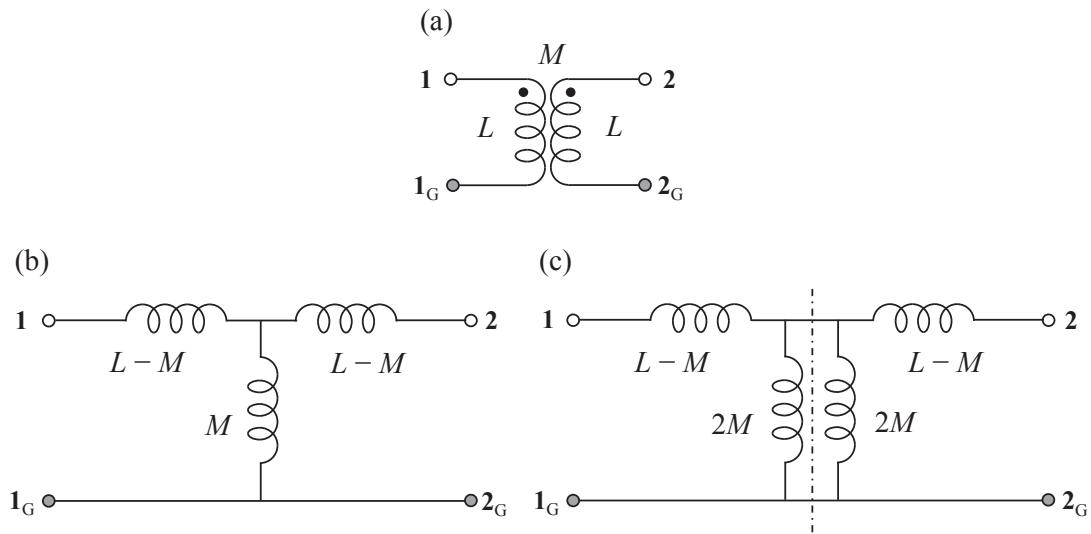 (a)
M
1 2
L L
1G 2G
(b) (c)
1 2 1 2
L − M L − M L − M L − M
M 2M 2M
1G 2G 1G 2G